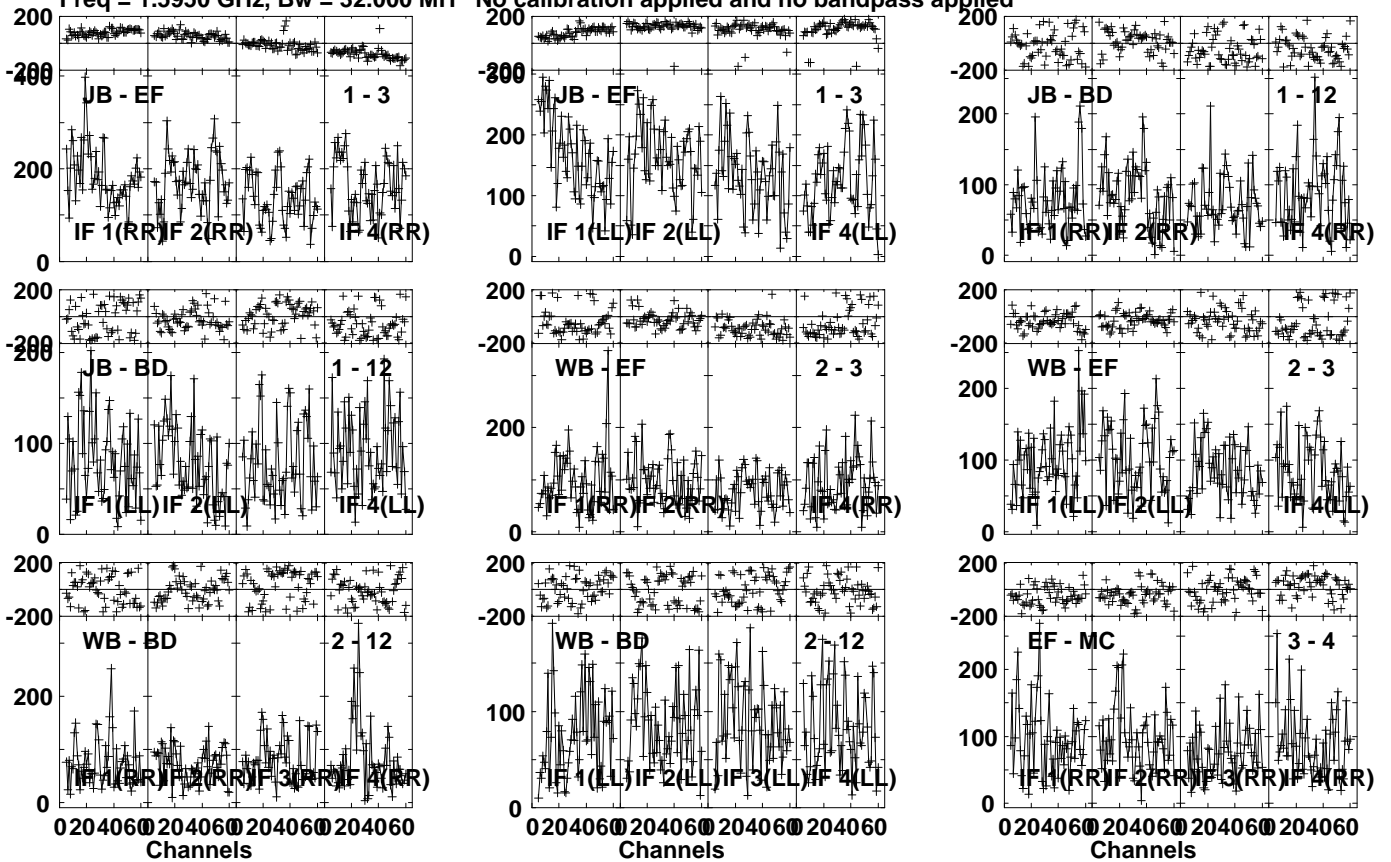 Freq = 1.5950 GHz, Bw = 32.000 MH No calibration applied and no bandpass applied
200
-200
400
200
0
JB - EF
1 - 3
IF 1(RR) IF 2(RR) IF 4(RR)
-200
300
200
100
0
JB - EF
1 - 3
IF 1(LL) IF 2(LL) IF 4(LL)
200
-200
200
100
0
JB - BD
1 - 12
IF 1(RR) IF 2(RR) IF 4(RR)
200
-200
200
100
0
JB - BD
1 - 12
IF 1(LL) IF 2(LL) IF 4(LL)
200
-200
200
0
WB - EF
2 - 3
IF 1(RR) IF 2(RR) IF 4(RR)
200
-200
200
100
0
WB - EF
2 - 3
IF 1(LL) IF 2(LL) IF 4(LL)
200
-200
200
0
WB - BD
2 - 12
IF 1(RR) IF 2(RR) IF 3(RR) IF 4(RR)
0 20 40 60 0 20 40 60 0 20 40 60 0 20 40 60
Channels
200
-200
100
0
WB - BD
2 - 12
IF 1(LL) IF 2(LL) IF 3(LL) IF 4(LL)
0 20 40 60 0 20 40 60 0 20 40 60 0 20 40 60
Channels
200
-200
200
100
0
EF - MC
3 - 4
IF 1(RR) IF 2(RR) IF 3(RR) IF 4(RR)
0 20 40 60 0 20 40 60 0 20 40 60 0 20 40 60
Channels